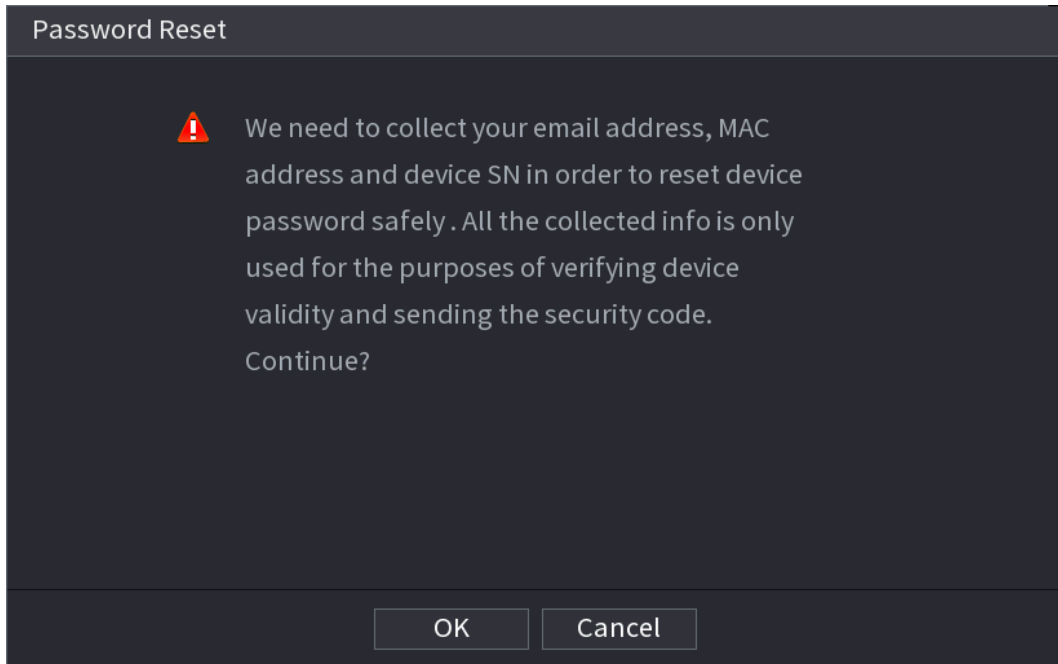 Password Reset
We need to collect your email address, MAC
address and device SN in order to reset device
password safely . All the collected info is only
used for the purposes of verifying device
validity and sending the security code.
Continue?
OK
Cancel